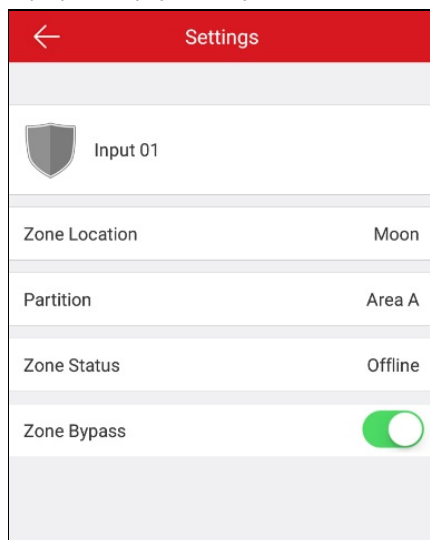 Settings
Input 01
Zone Location Moon
Partition Area A
Zone Status Offline
Zone Bypass